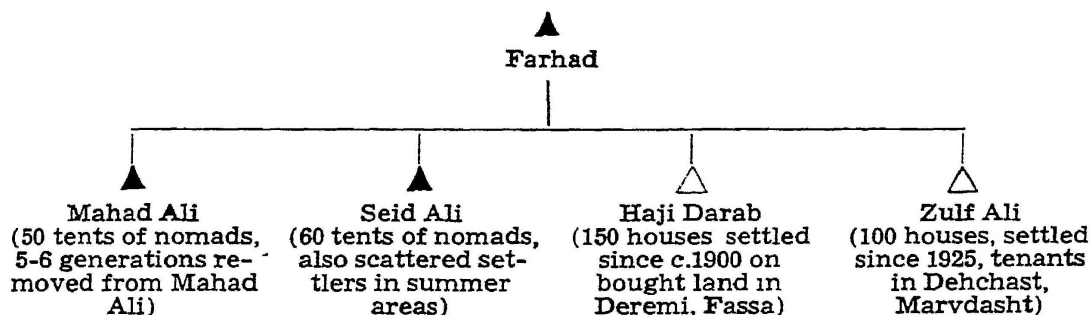 Farhad
Mahad Ali
(50 tents of nomads,
5-6 generations re-
moved from Mahad
Ali)
Seid Ali
(60 tents of nomads,
also scattered set-
tlers in summer
areas)
Haji Darab
(150 houses settled
since c.1900 on
bought land in
Deremi, Fassa)
Zulf Ali
(100 houses, settled
since 1925, tenants
in Dehchast,
Marvdasht)